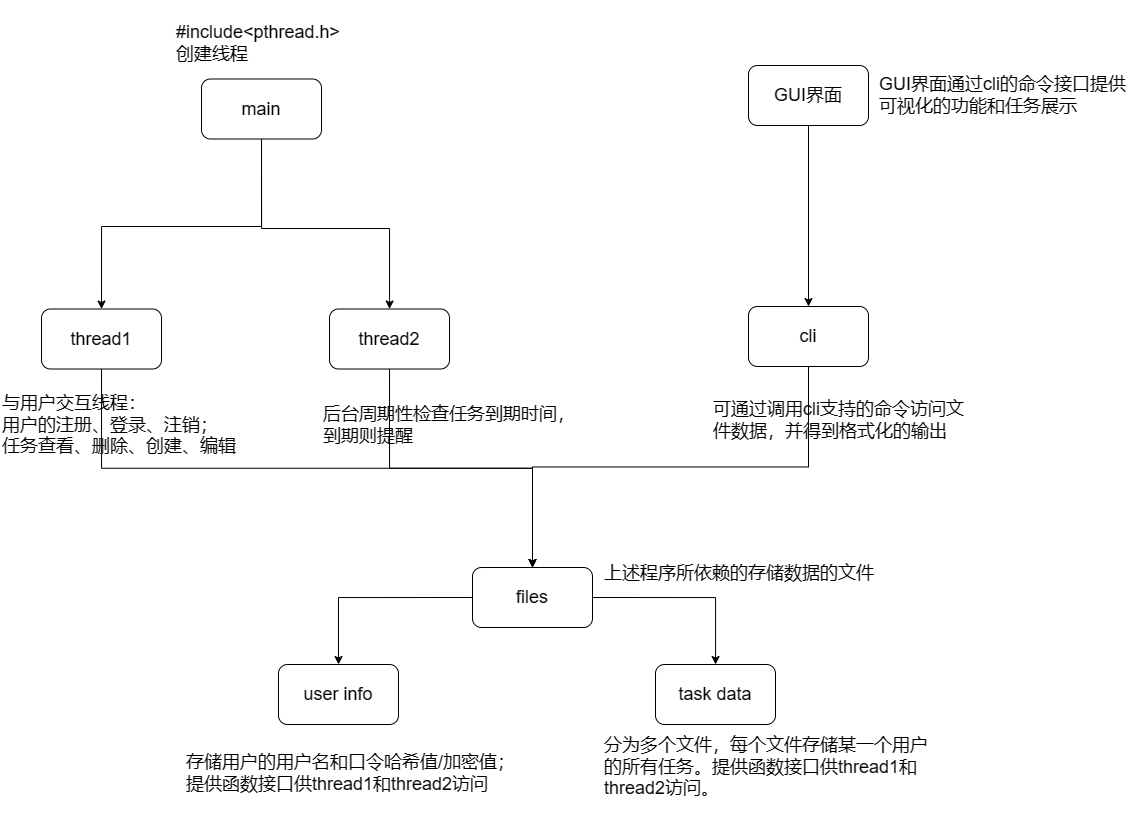 #include<pthread.h>
创建线程
main
GUI界面
GUI界面通过cli的命令接口提供
可视化的功能和任务展示
thread1
thread2
cli
与用户交互线程：
用户的注册、登录、注销；
任务查看、删除、创建、编辑
后台周期性检查任务到期时间，
到期则提醒
可通过调用cli支持的命令访问文
件数据，并得到格式化的输出
files
上述程序所依赖的存储数据的文件
user info
task data
存储用户的用户名和口令哈希值/加密值；
提供函数接口供thread1和thread2访问
分为多个文件，每个文件存储某一个用户
的所有任务。提供函数接口供thread1和
thread2访问。